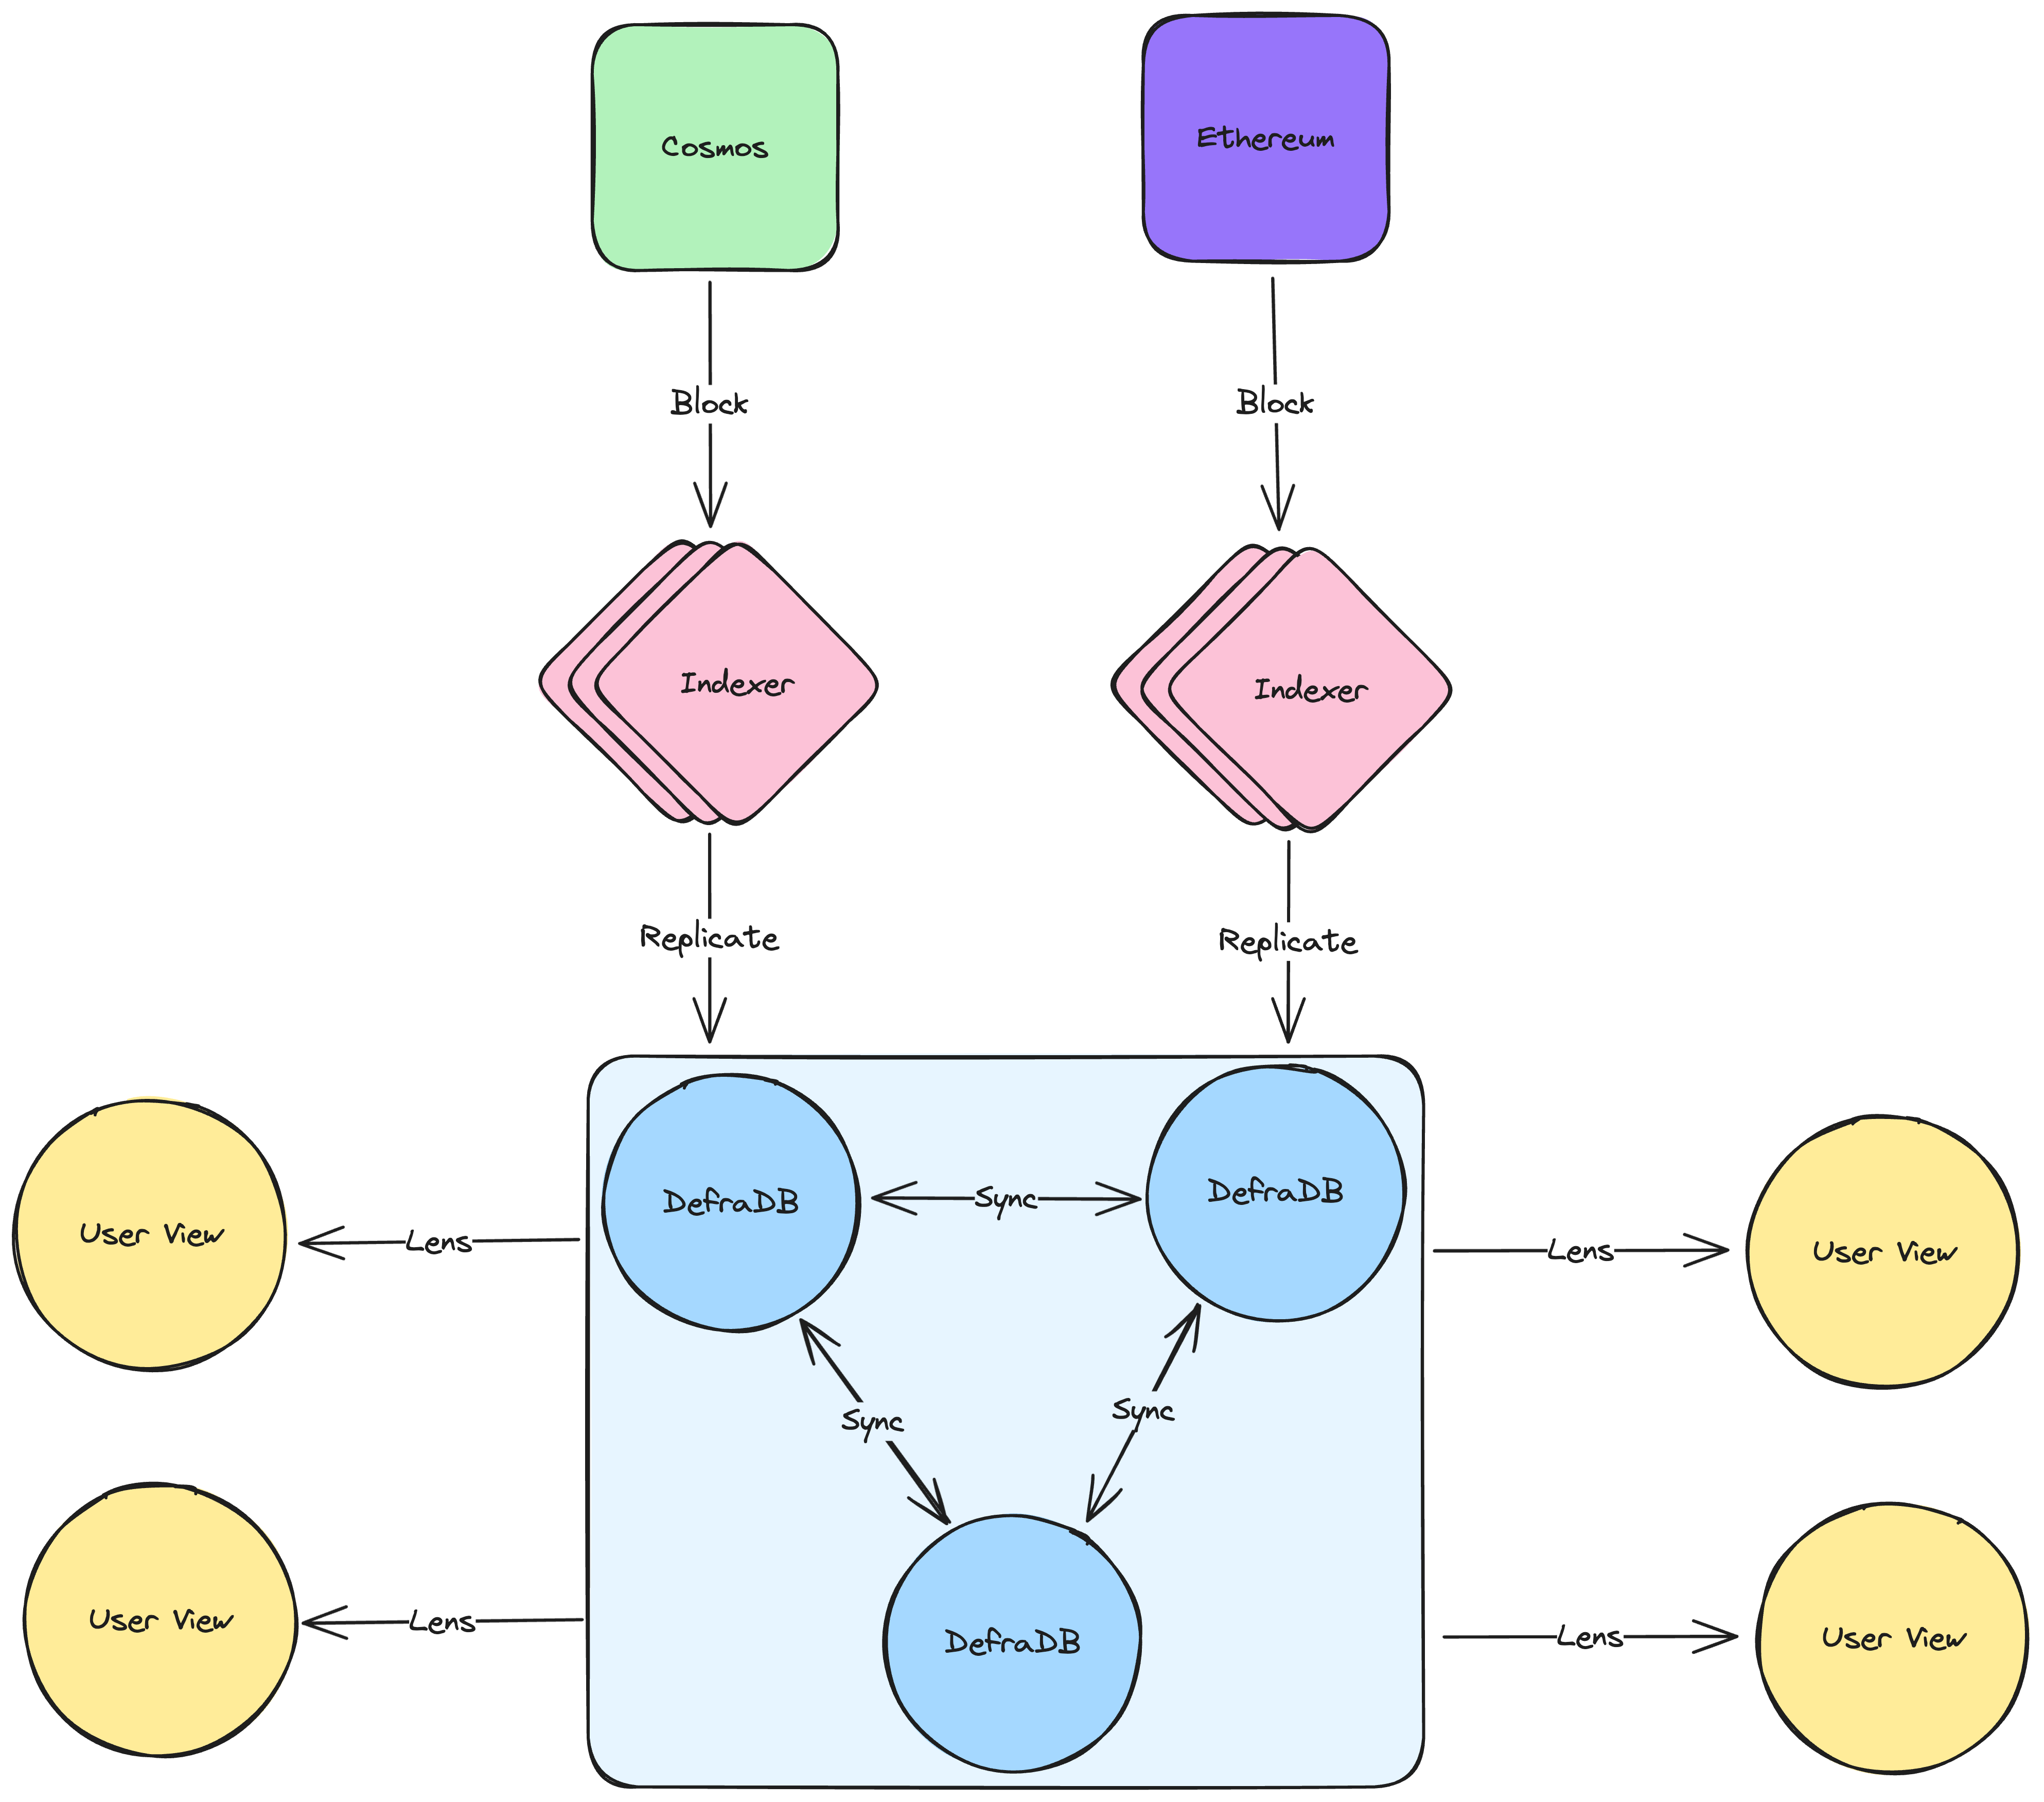 Cosmos
Ethereum
Block
Block
Indexer
Indexer
Replicate
Replicate
DefraDB
DefraDB
Sync
User View
Lens
Lens
User View
Sync
Sync
User View
Lens
DefraDB
Lens
User View